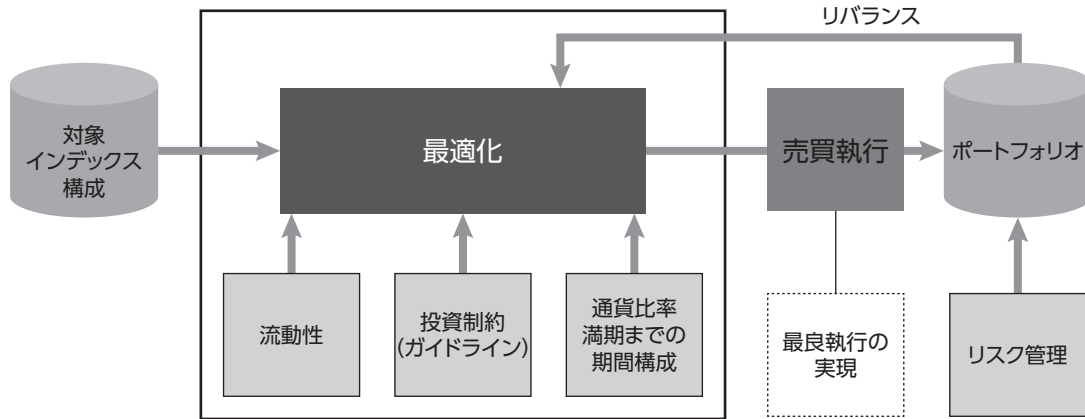 リバランス
対象
インデックス
構成
最適化
売買執行
ポートフォリオ
流動性
投資制約
(ガイドライン)
通貨比率
満期までの
期間構成
最良執行の
実現
リスク管理